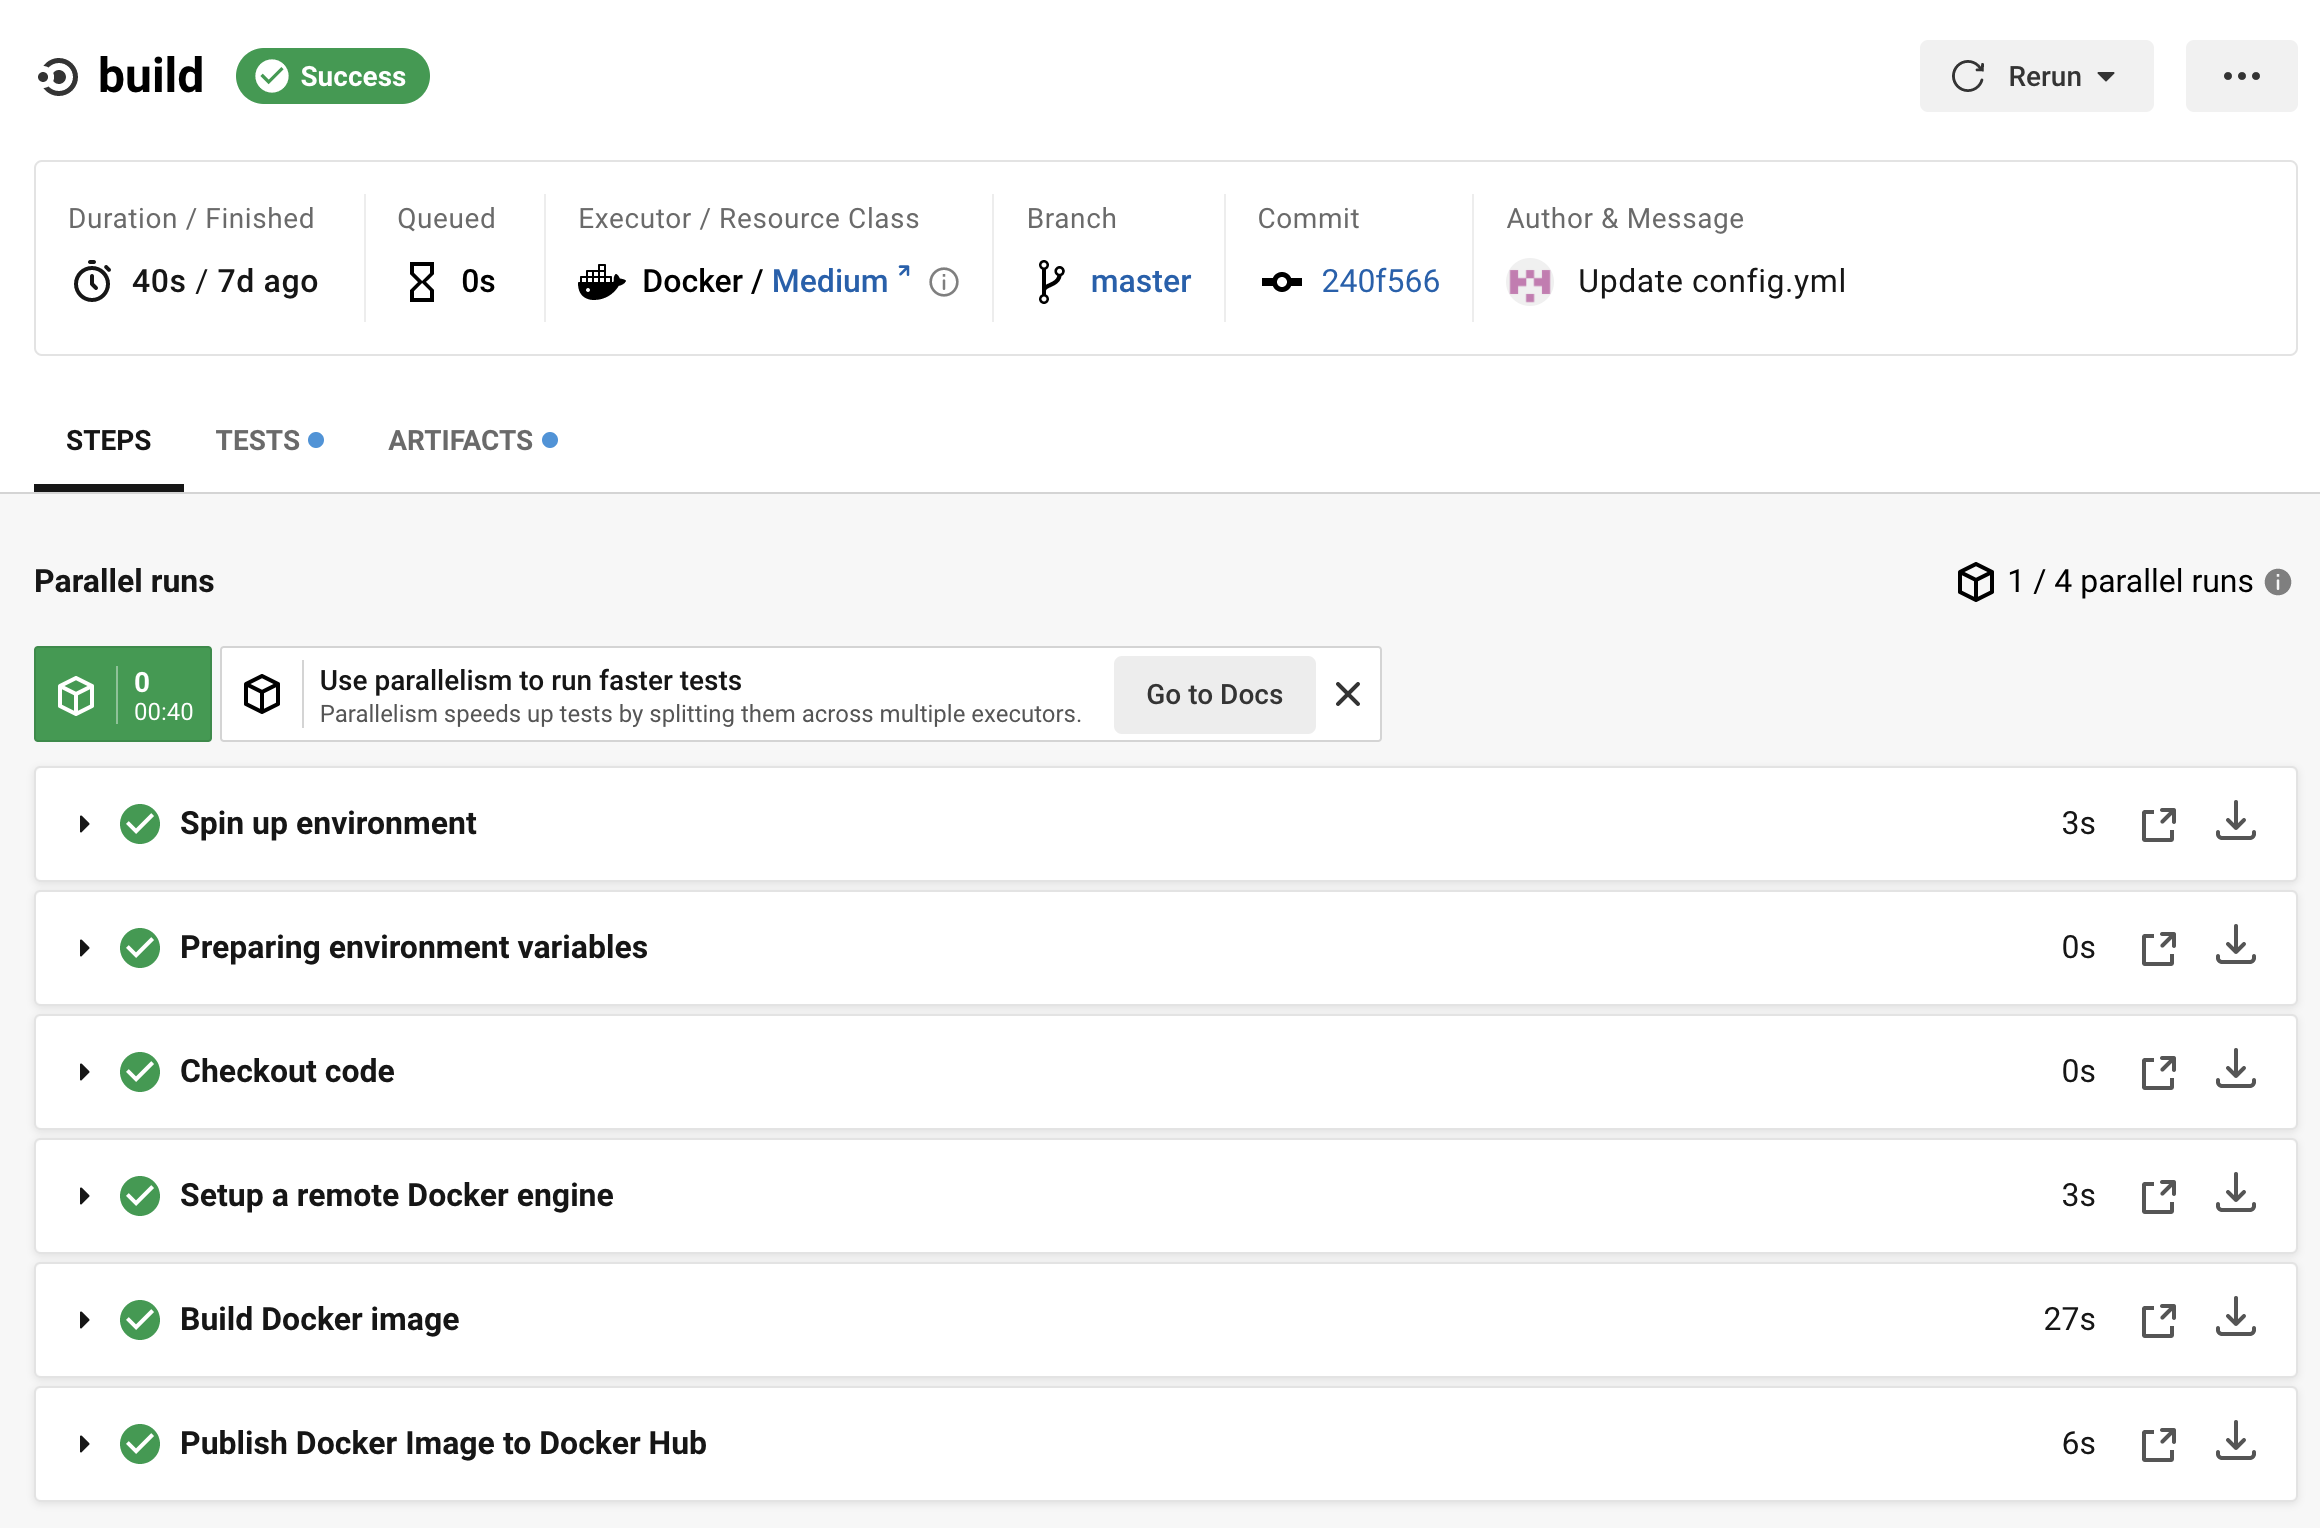 build
Success
Rerun
Duration / Finished
40s / 7d ago
Queued
0s
Executor / Resource Class
Docker / Medium
Branch
master
Commit
240f566
Author & Message
Update config.yml
STEPS
TESTS
ARTIFACTS
Parallel runs
1 / 4 parallel runs
0
00:40
Use parallelism to run faster tests
Parallelism speeds up tests by splitting them across multiple executors.
Go to Docs
Spin up environment
3s
Preparing environment variables
0s
Checkout code
0s
Setup a remote Docker engine
3s
Build Docker image
27s
Publish Docker Image to Docker Hub
6s